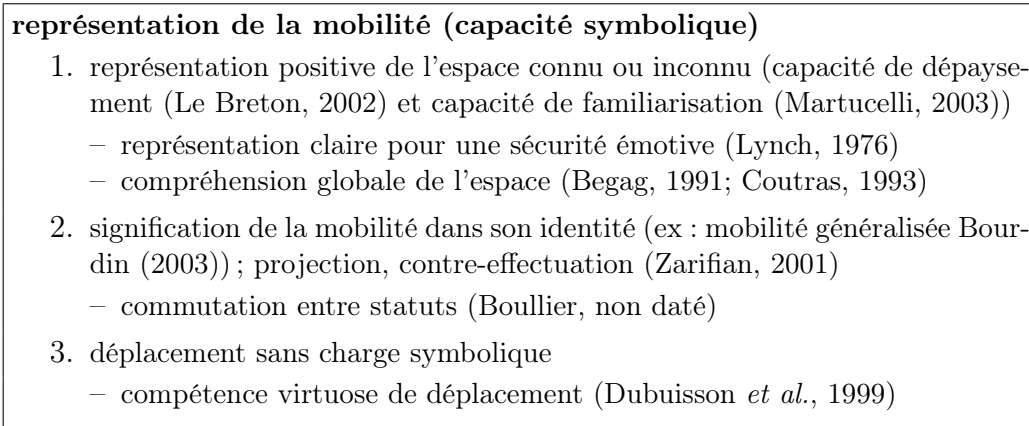 représentation de la mobilité (capacité symbolique)
1. représentation positive de l'espace connu ou inconnu (capacité de dépayse-
ment (Le Breton, 2002) et capacité de familiarisation (Martucelli, 2003))
– représentation claire pour une sécurité émotive (Lynch, 1976)
– compréhension globale de l'espace (Begag, 1991; Coutras, 1993)
2. signification de la mobilité dans son identité (ex : mobilité généralisée Bour-
din (2003)) ; projection, contre-effectuation (Zarifian, 2001)
– commutation entre statuts (Boullier, non daté)
3. déplacement sans charge symbolique
– compétence virtuose de déplacement (Dubuisson et al., 1999)